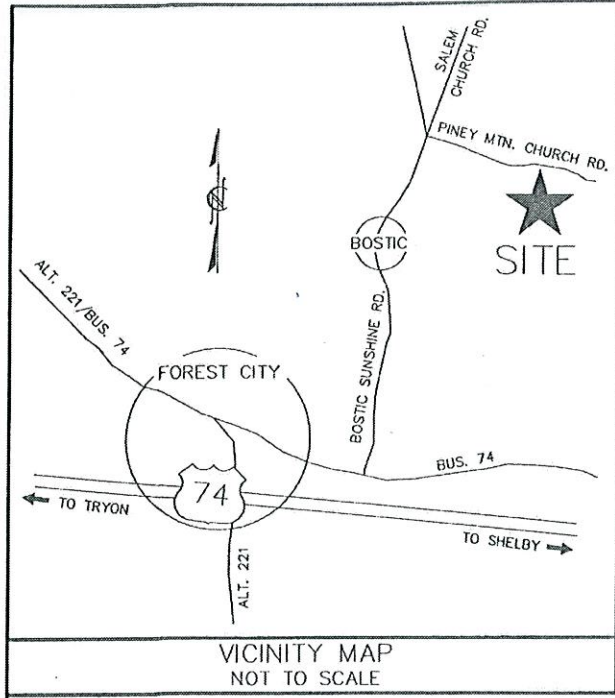 SALEM
CHURCH RD.
PINEY MTN. CHURCH RD.
N
BOSTIC
SITE
ALT. 221/BUS. 74
BOSTIC SUNSHINE RD.
FOREST CITY
BUS. 74
74
TO TRYON
TO SHELBY
ALT. 221
VICINITY MAP
NOT TO SCALE